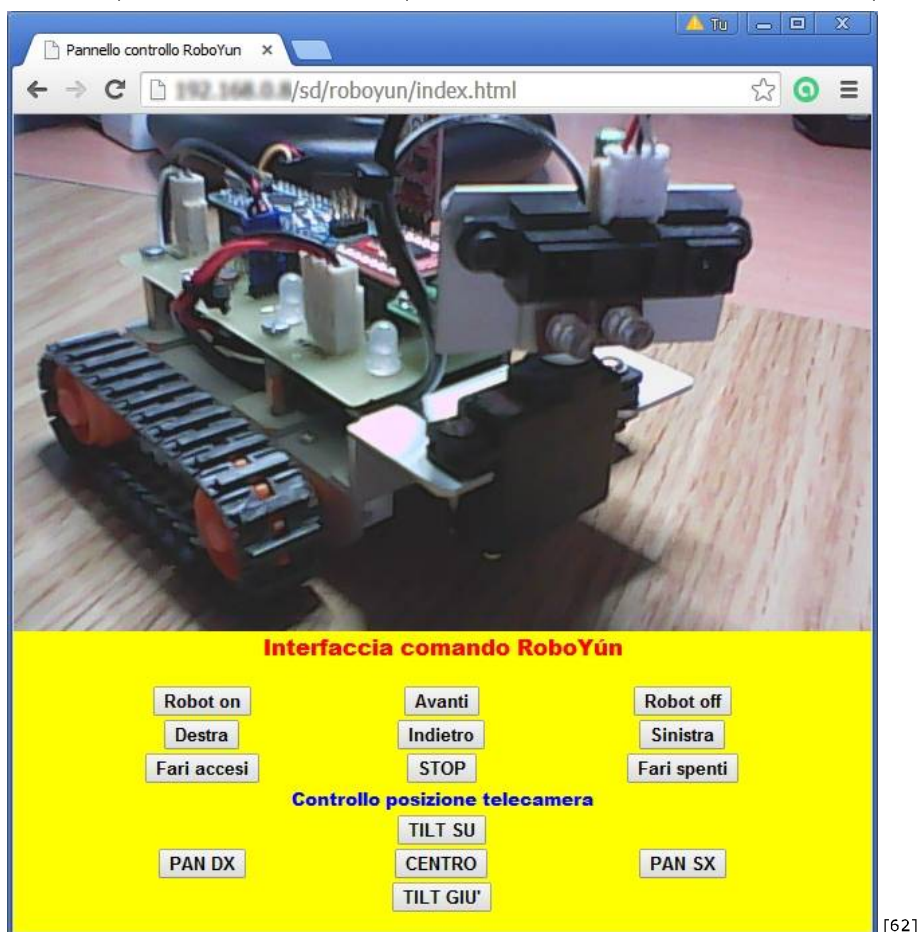 Tu
Pannello controllo RoboYun
/sd/roboyun/index.html
Interfaccia comando RoboYún
Robot on Avanti Robot off
Destra Indietro Sinistra
Fari accesi STOP Fari spenti
Controllo posizione telecamera
TILT SU
PAN DX CENTRO PAN SX
TILT GIU'
[62]